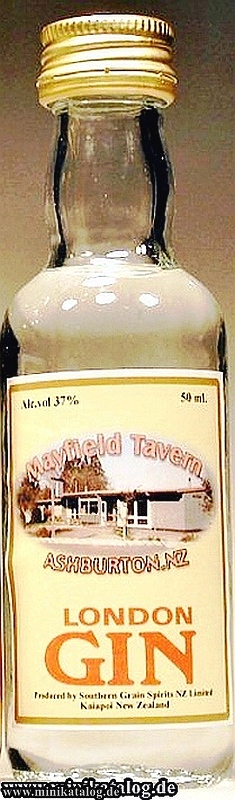 Alc.vol 37% 50 ml.
Mayfield Tavern
ASHBURTON.NZ
LONDON
GIN
Produced by Southern Grain Spirits NZ Limited
Kaiapoi New Zealand
www.minikatalog.de